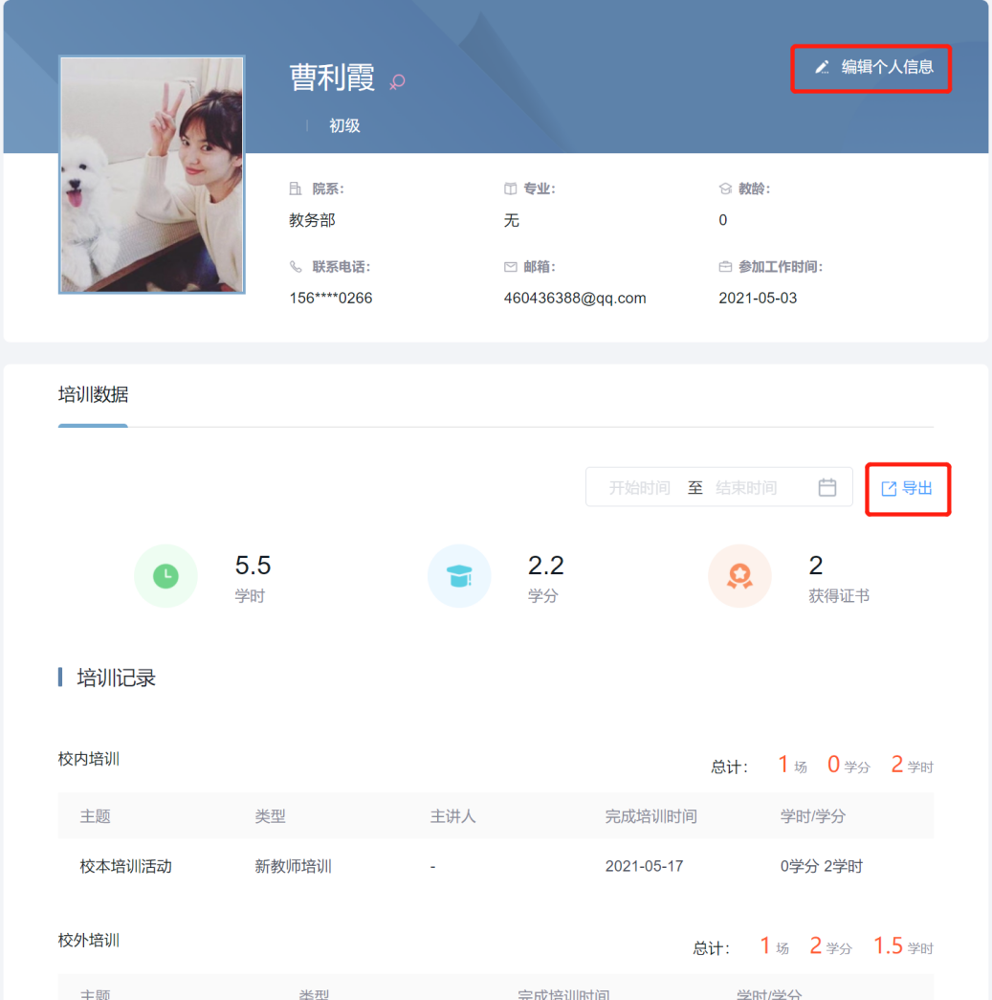 编辑个人信息
曹利霞
初级
院系：
专业：
教龄：
教务部
无
0
联系电话：
邮箱：
参加工作时间：
156****0266
460436388@qq.com
2021-05-03
培训数据
开始时间 至 结束时间
导出
5.5
2.2
2
学时
学分
获得证书
培训记录
校内培训
总计： 1 场 0 学分 2 学时
主题 类型 主讲人 完成培训时间 学时/学分
校本培训活动 新教师培训 - 2021-05-17 0学分 2学时
校外培训
总计： 1 场 2 学分 1.5 学时
主题 类型 完成培训时间 学时/学分